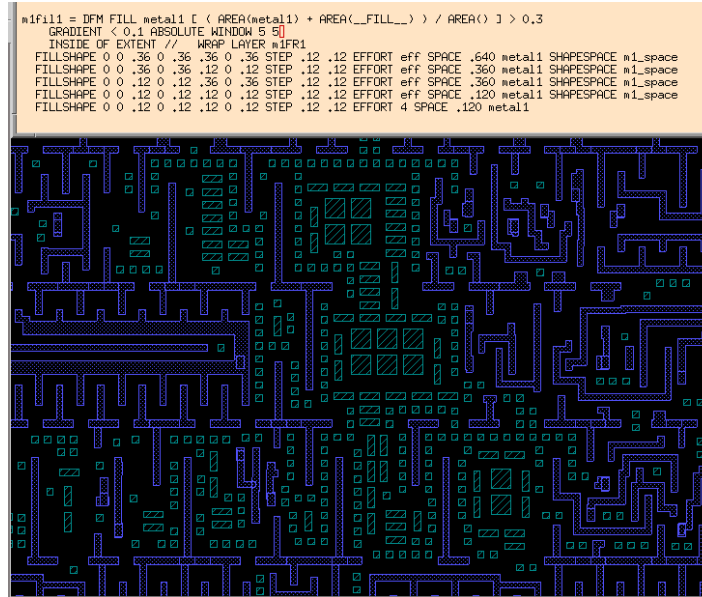 m1fil1 = DFM FILL metal1 [ ( AREA(metal1) + AREA(__FILL__) ) / AREA() ] > 0.3
GRADIENT < 0.1 ABSOLUTE WINDOW 5 5
INSIDE OF EXTENT // WRAP LAYER m1FR1
FILLSHAPE 0 0 .36 0 .36 .36 0 .36 STEP .12 .12 EFFORT eff SPACE .640 metal1 SHAPESPACE m1_space
FILLSHAPE 0 0 .36 0 .36 .12 0 .12 STEP .12 .12 EFFORT eff SPACE .360 metal1 SHAPESPACE m1_space
FILLSHAPE 0 0 .12 0 .12 .36 0 .36 STEP .12 .12 EFFORT eff SPACE .360 metal1 SHAPESPACE m1_space
FILLSHAPE 0 0 .12 0 .12 .12 0 .12 STEP .12 .12 EFFORT eff SPACE .120 metal1 SHAPESPACE m1_space
FILLSHAPE 0 0 .12 0 .12 .12 0 .12 STEP .12 .12 EFFORT 4 SPACE .120 metal1